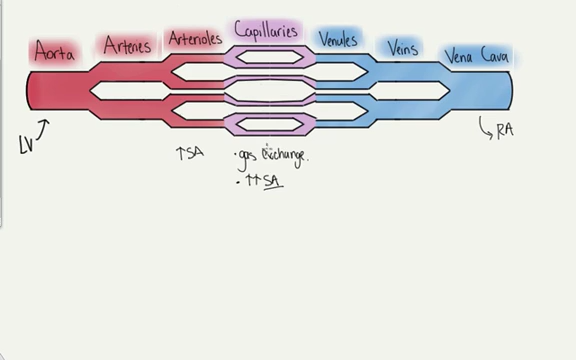 Aorta
Arteries
Arterioles
Capillaries
Venules
Veins
Vena Cava
LV
RA
↑SA
· gas exchange.
· ↑↑SA